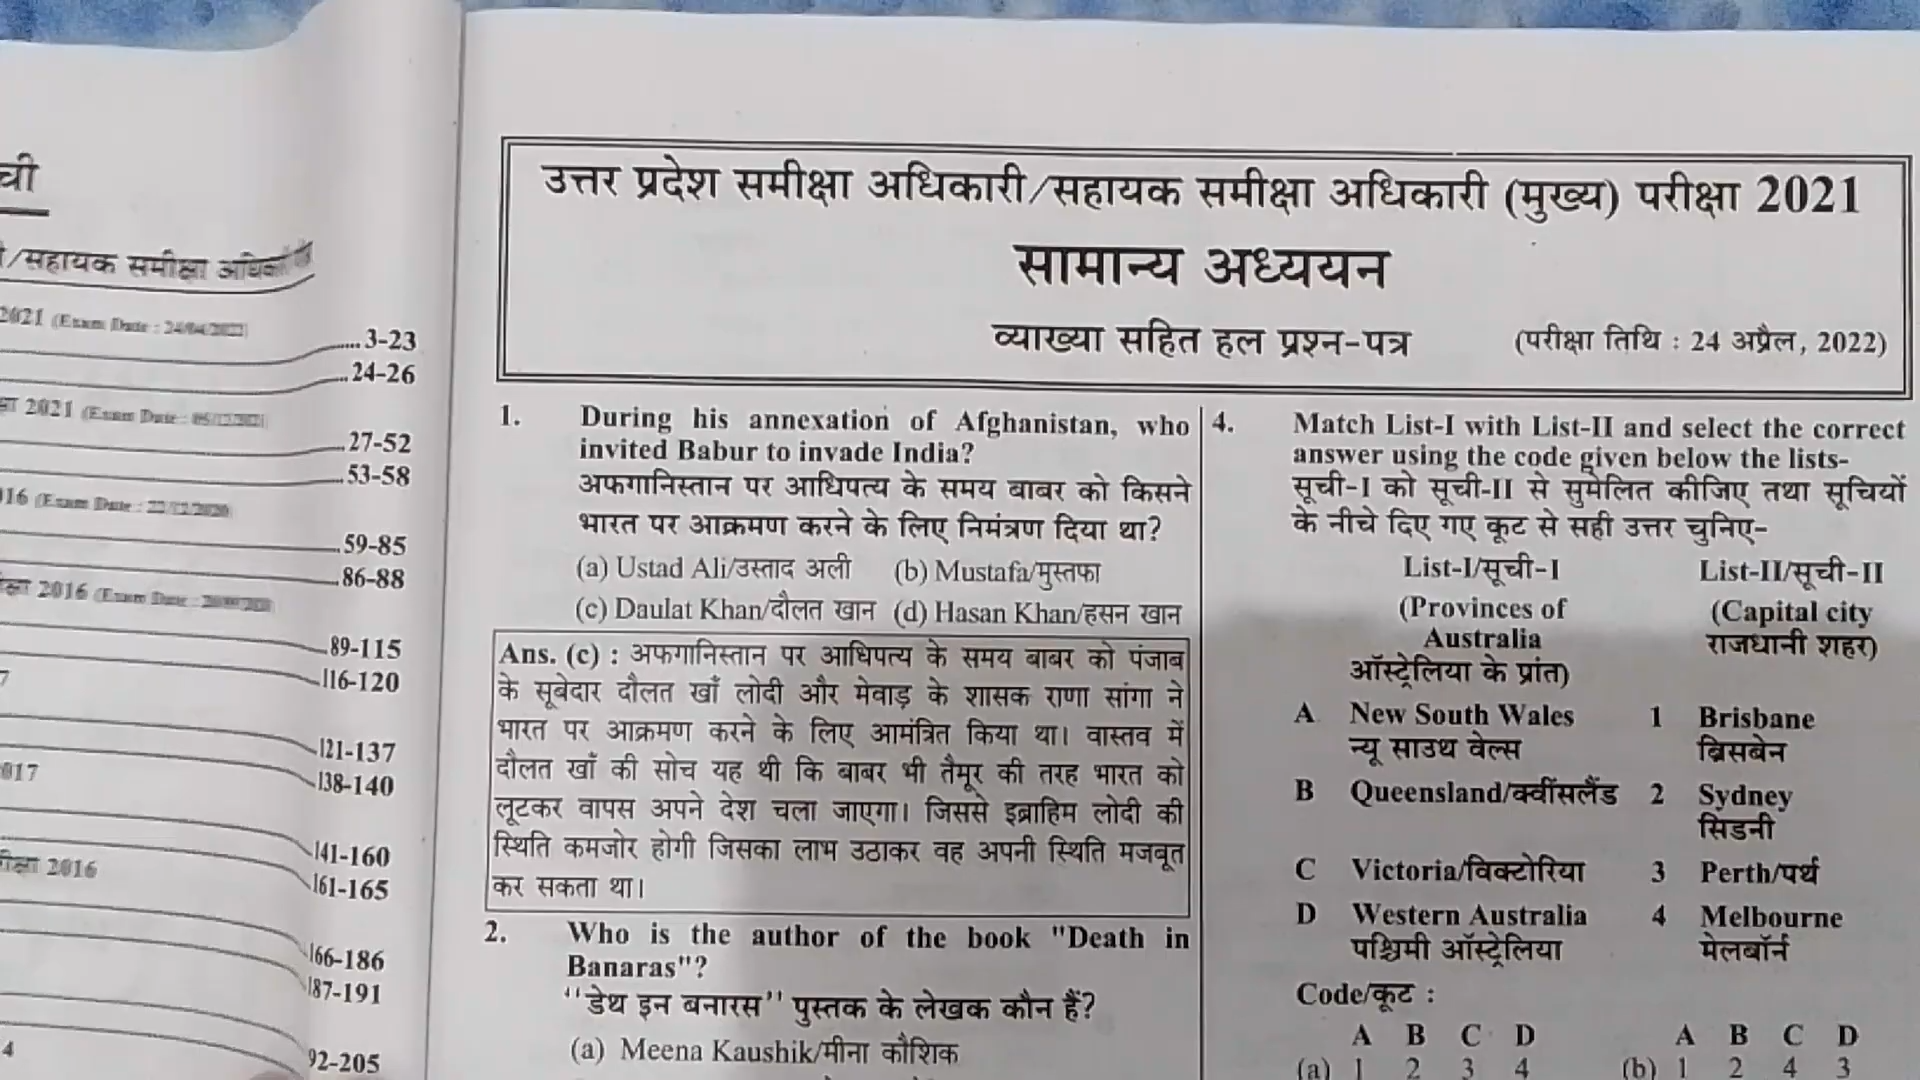 ची
/सहायक समीक्षा
2021 (Exam Date : 24/04/2022)
3-23
24-26
2021 (Exam Date :
27-52
53-58
(Exam Date : 22/12/2020)
59-85
86-88
2016 (Exam Date :
89-115
116-120
7
121-137
017
138-140
141-160
161-165
2016
166-186
187-191
4
92-205
उत्तर प्रदेश समीक्षा अधिकारी/सहायक समीक्षा अधिकारी (मुख्य) परीक्षा 2021
सामान्य अध्ययन
व्याख्या सहित हल प्रश्न-पत्र (परीक्षा तिथि : 24 अप्रैल, 2022)
1. During his annexation of Afghanistan, who
invited Babur to invade India?
अफगानिस्तान पर आधिपत्य के समय बाबर को किसने
भारत पर आक्रमण करने के लिए निमंत्रण दिया था?
(a) Ustad Ali/उस्ताद अली (b) Mustafa/मुस्तफा
(c) Daulat Khan/दौलत खान (d) Hasan Khan/हसन खान
Ans. (c) : अफगानिस्तान पर आधिपत्य के समय बाबर को पंजाब
के सूबेदार दौलत खाँ लोदी और मेवाड़ के शासक राणा सांगा ने
भारत पर आक्रमण करने के लिए आमंत्रित किया था। वास्तव में
दौलत खाँ की सोच यह थी कि बाबर भी तैमूर की तरह भारत को
लूटकर वापस अपने देश चला जाएगा। जिससे इब्राहिम लोदी की
स्थिति कमजोर होगी जिसका लाभ उठाकर वह अपनी स्थिति मजबूत
कर सकता था।
2. Who is the author of the book "Death in
Banaras"?
''डेथ इन बनारस'' पुस्तक के लेखक कौन हैं?
(a) Meena Kaushik/मीना कौशिक
4. Match List-I with List-II and select the correct
answer using the code given below the lists-
सूची-I को सूची-II से सुमेलित कीजिए तथा सूचियों
के नीचे दिए गए कूट से सही उत्तर चुनिए-
List-I/सूची-I List-II/सूची-II
(Provinces of (Capital city
Australia राजधानी शहर)
ऑस्ट्रेलिया के प्रांत)
A New South Wales 1 Brisbane
न्यू साउथ वेल्स ब्रिसबेन
B Queensland/क्वींसलैंड 2 Sydney
सिडनी
C Victoria/विक्टोरिया 3 Perth/पर्थ
D Western Australia 4 Melbourne
पश्चिमी ऑस्ट्रेलिया मेलबॉर्न
Code/कूट :
A B C D A B C D
(a) 1 2 3 4 (b) 1 2 4 3